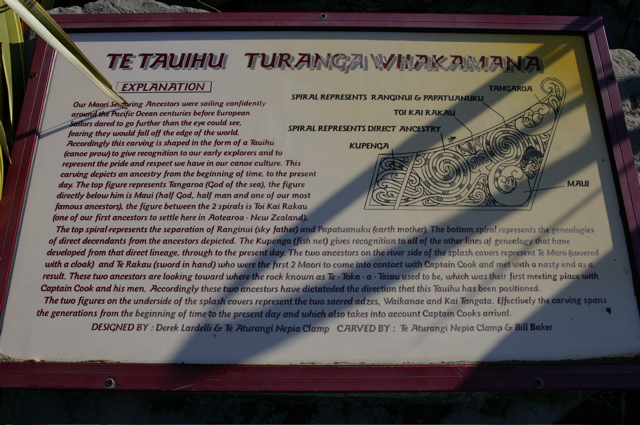 TE TAUIHU TURANGA WHAKAMANA
EXPLANATION
Our Maori Seafaring Ancestors were sailing confidently
around the Pacific Ocean centuries before European
Sailors dared to go further than the eye could see,
fearing they would fall off the edge of the world.
Accordingly this carving is shaped in the form of a Tauihu
(canoe prow) to give recognition to our early explorers and to
represent the pride and respect we have in our canoe culture. This
carving depicts an ancestry from the beginning of time, to the present
day. The top figure represents Tangaroa (God of the sea), the figure
directly below him is Maui (half God, half man and one of our most
famous ancestors), the figure between the 2 spirals is Toi Kai Rakau
(one of our first ancestors to settle here in Aotearoa - New Zealand).
The top spiral represents the separation of Ranginui (sky father) and Papatuanuku (earth mother). The bottom spiral represents the genealogies
of direct decendants from the ancestors depicted. The Kupenga (fish net) gives recognition to all of the other lines of genealogy that have
developed from that direct lineage, through to the present day. The two ancestors on the river side of the splash covers represent Te Maro (covered
with a cloak) and Te Rakau (sword in hand) who were the first 2 Maori to come into contact with Captain Cook and met with a nasty end as a
result. These two ancestors are looking toward where the rock known as Te - Toka - a - Taiau used to be, which was their first meeting place with
Captain Cook and his men. Accordingly these two ancestors have dictateted the direction that this Tauihu has been positioned.
The two figures on the underside of the splash covers represent the two sacred adzes, Waikanae and Kai Tangata. Effectively the carving spans
the generations from the beginning of time to the present day and which also takes into account Captain Cooks arrival.
DESIGNED BY : Derek Lardelli & Te Aturangi Nepia Clamp CARVED BY : Te Aturangi Nepia Clamp & Bill Baker
TANGAROA
SPIRAL REPRESENTS RANGINUI & PAPATUANUKU
TOI KAI RAKAU
SPIRAL REPRESENTS DIRECT ANCESTRY
KUPENGA
MAUI